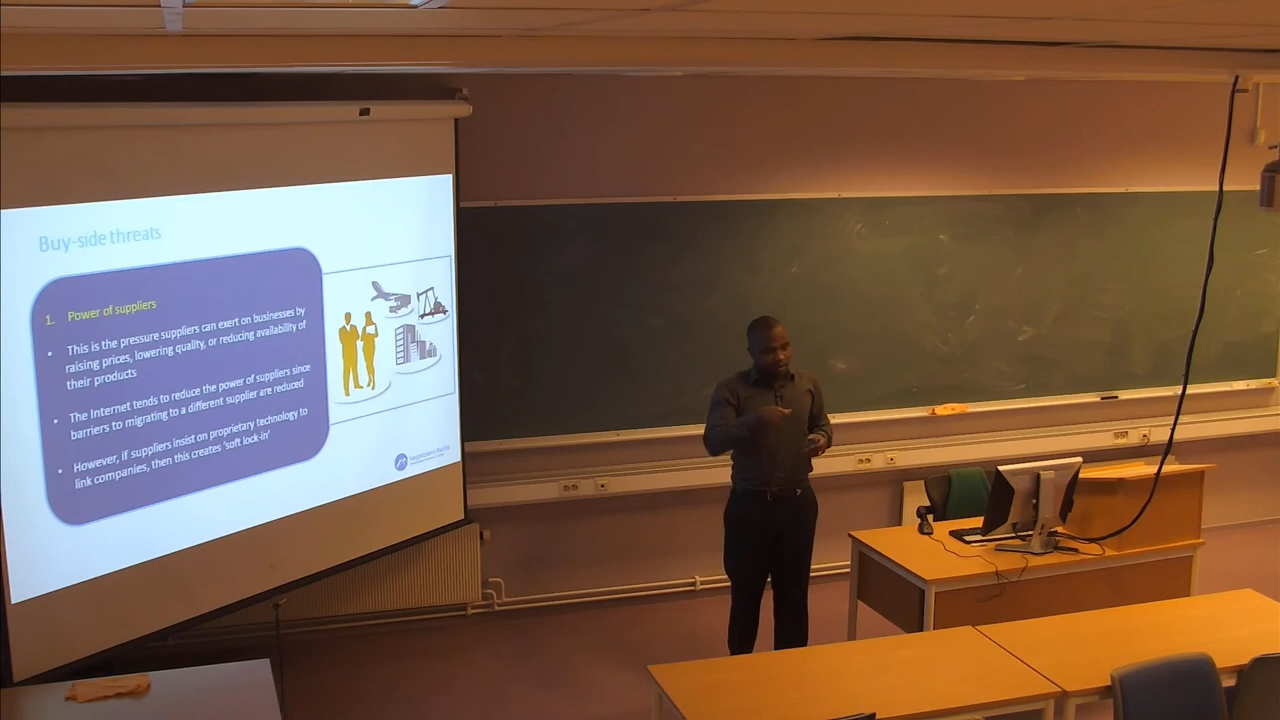 Buy-side threats
1. Power of suppliers
• This is the pressure suppliers can exert on businesses by
raising prices, lowering quality, or reducing availability of
their products
• The Internet tends to reduce the power of suppliers since
barriers to migrating to a different supplier are reduced
• However, if suppliers insist on proprietary technology to
link companies, then this creates 'soft lock-in'